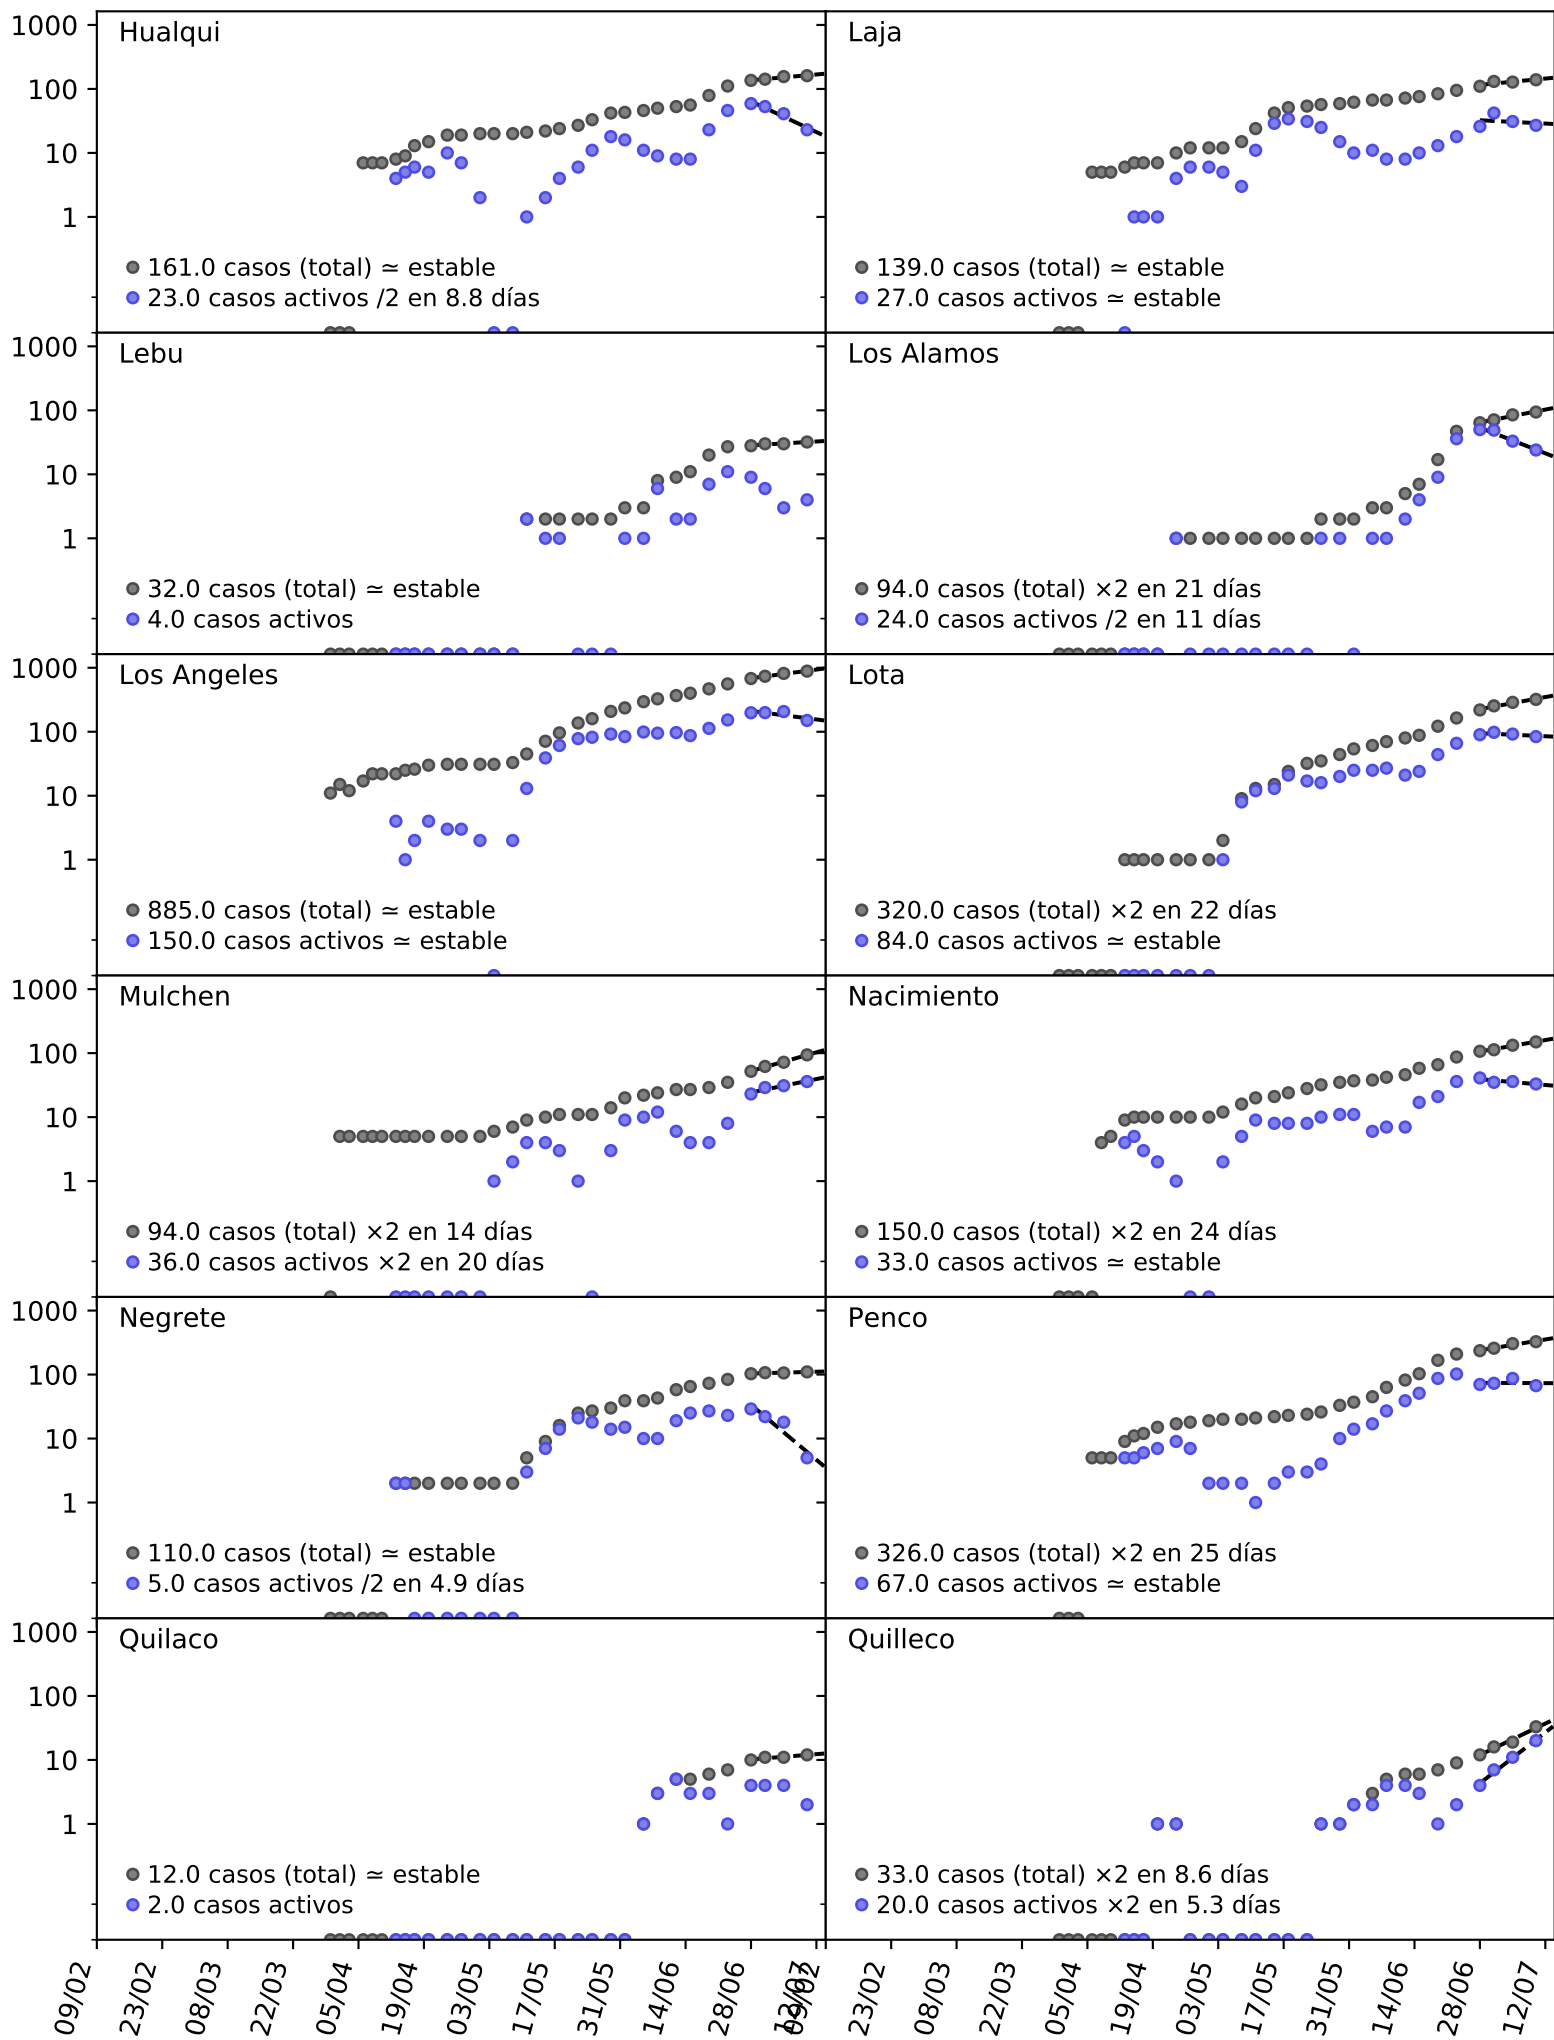 Hualqui
1000
100
10
1
161.0 casos (total) ≃ estable
23.0 casos activos /2 en 8.8 días
Laja
139.0 casos (total) ≃ estable
27.0 casos activos ≃ estable
Lebu
1000
100
10
1
32.0 casos (total) ≃ estable
4.0 casos activos
Los Alamos
94.0 casos (total) ×2 en 21 días
24.0 casos activos /2 en 11 días
Los Angeles
1000
100
10
1
885.0 casos (total) ≃ estable
150.0 casos activos ≃ estable
Lota
320.0 casos (total) ×2 en 22 días
84.0 casos activos ≃ estable
Mulchen
1000
100
10
1
94.0 casos (total) ×2 en 14 días
36.0 casos activos ×2 en 20 días
Nacimiento
150.0 casos (total) ×2 en 24 días
33.0 casos activos ≃ estable
Negrete
1000
100
10
1
110.0 casos (total) ≃ estable
5.0 casos activos /2 en 4.9 días
Penco
326.0 casos (total) ×2 en 25 días
67.0 casos activos ≃ estable
Quilaco
1000
100
10
1
12.0 casos (total) ≃ estable
2.0 casos activos
Quilleco
33.0 casos (total) ×2 en 8.6 días
20.0 casos activos ×2 en 5.3 días
09/02
23/02
08/03
22/03
05/04
19/04
03/05
17/05
31/05
14/06
28/06
12/07
09/02
23/02
08/03
22/03
05/04
19/04
03/05
17/05
31/05
14/06
28/06
12/07